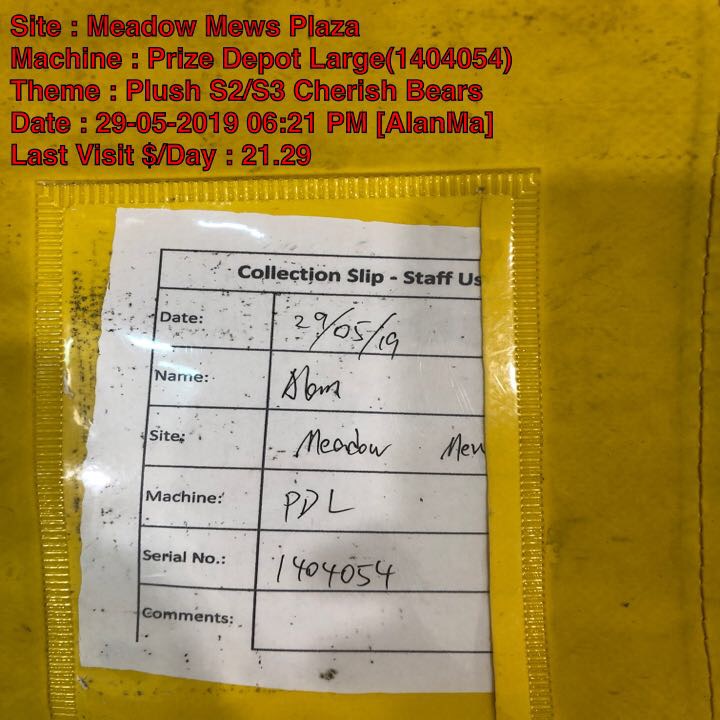 Site : Meadow Mews Plaza
Machine : Prize Depot Large(1404054)
Theme : Plush S2/S3 Cherish Bears
Date : 29-05-2019 06:21 PM [AlanMa]
Last Visit $/Day : 21.29
Collection Slip - Staff Us
Date: 29/05/19
Name: Alan
Site: Meadow Mew
Machine: PDL
Serial No.: 1404054
Comments: